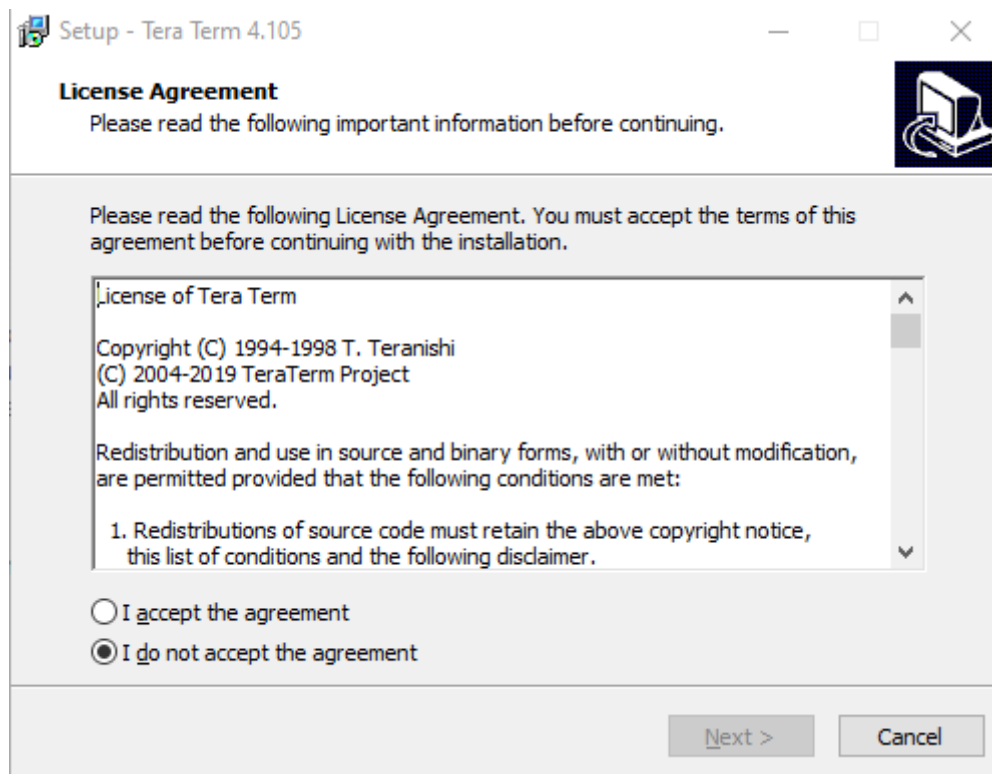 Setup - Tera Term 4.105
License Agreement
Please read the following important information before continuing.
Please read the following License Agreement. You must accept the terms of this
agreement before continuing with the installation.
License of Tera Term
Copyright (C) 1994-1998 T. Teranishi
(C) 2004-2019 TeraTerm Project
All rights reserved.
Redistribution and use in source and binary forms, with or without modification,
are permitted provided that the following conditions are met:
1. Redistributions of source code must retain the above copyright notice,
this list of conditions and the following disclaimer.
I accept the agreement
I do not accept the agreement
Next >
Cancel